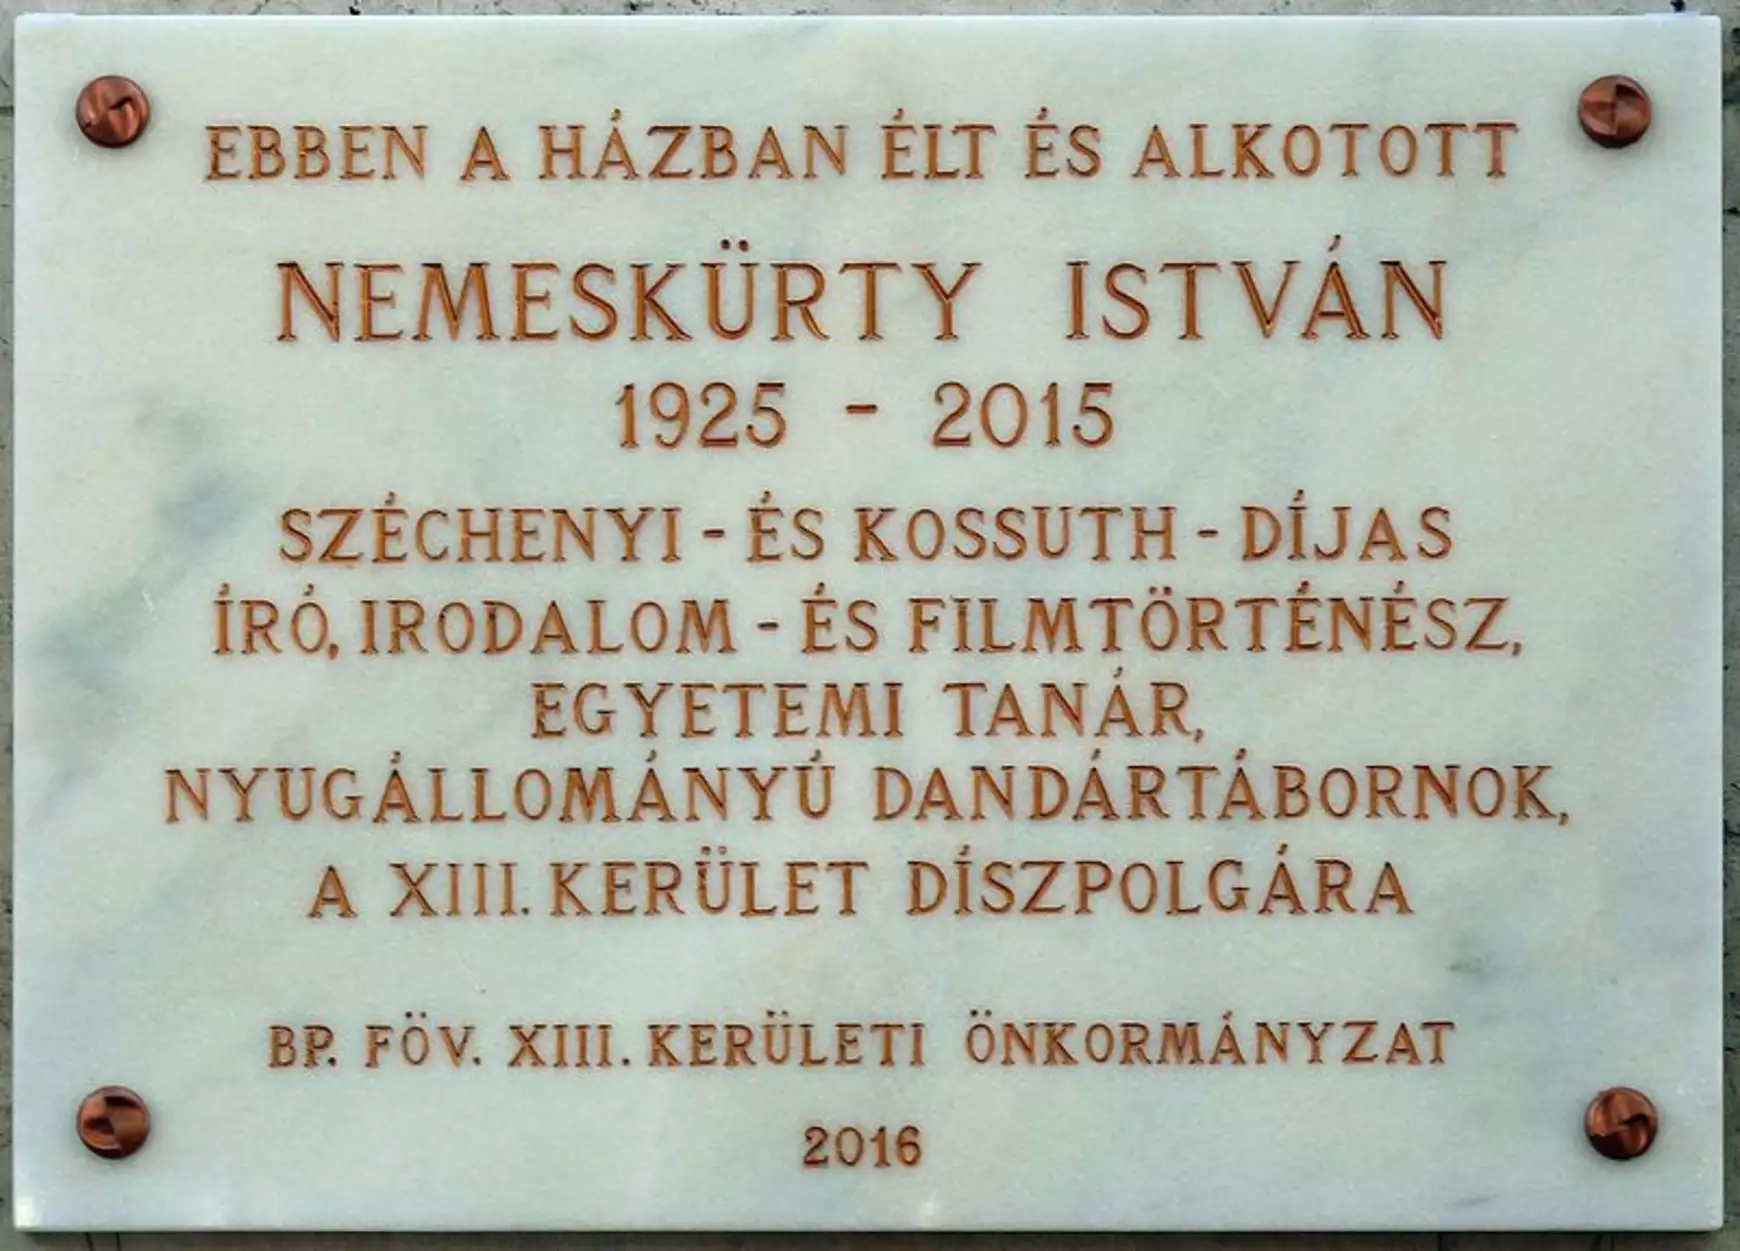 EBBEN A HÁZBAN ÉLT ÉS ALKOTOTT
NEMESKÜRTY ISTVÁN
1925 - 2015
SZÉCHENYI - ÉS KOSSUTH - DÍJAS
ÍRÓ, IRODALOM - ÉS FILMTÖRTÉNÉSZ,
EGYETEMI TANÁR,
NYUGÁLLOMÁNYÚ DANDÁRTÁBORNOK,
A XIII. KERÜLET DÍSZPOLGÁRA
BP. FÖV. XIII. KERÜLETI ÖNKORMÁNYZAT
2016